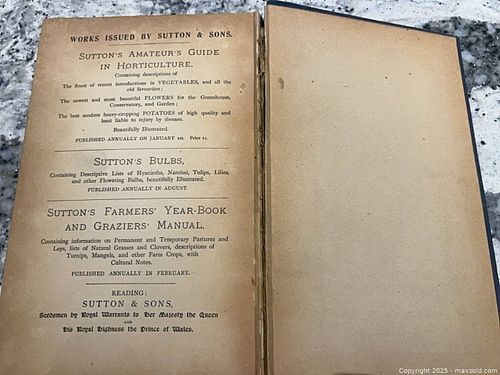 WORKS ISSUED BY SUTTON & SONS.
SUTTON'S AMATEUR'S GUIDE
IN HORTICULTURE,
Containing descriptions of
The finest of recent introductions in VEGETABLES, and all the
old favourites;
The newest and most beautiful FLOWERS for the Greenhouse,
Conservatory, and Garden;
The best modern heavy-cropping POTATOES of high quality and
least liable to injury by disease.
Beautifully Illustrated.
PUBLISHED ANNUALLY ON JANUARY 1st. Price 1s.
SUTTON'S BULBS,
Containing Descriptive Lists of Hyacinths, Narcissi, Tulips, Lilies,
and other Flowering Bulbs, beautifully Illustrated.
PUBLISHED ANNUALLY IN AUGUST.
SUTTON'S FARMERS' YEAR-BOOK
AND GRAZIERS' MANUAL,
Containing information on Permanent and Temporary Pastures and
Leys, lists of Natural Grasses and Clovers, descriptions of
Turnips, Mangels, and other Farm Crops, with
Cultural Notes.
PUBLISHED ANNUALLY IN FEBRUARY.
READING:
SUTTON & SONS,
Seedsmen by Royal Warrants to Her Majesty the Queen
AND
His Royal Highness the Prince of Wales.
Copyright 2025 - maxsold.com